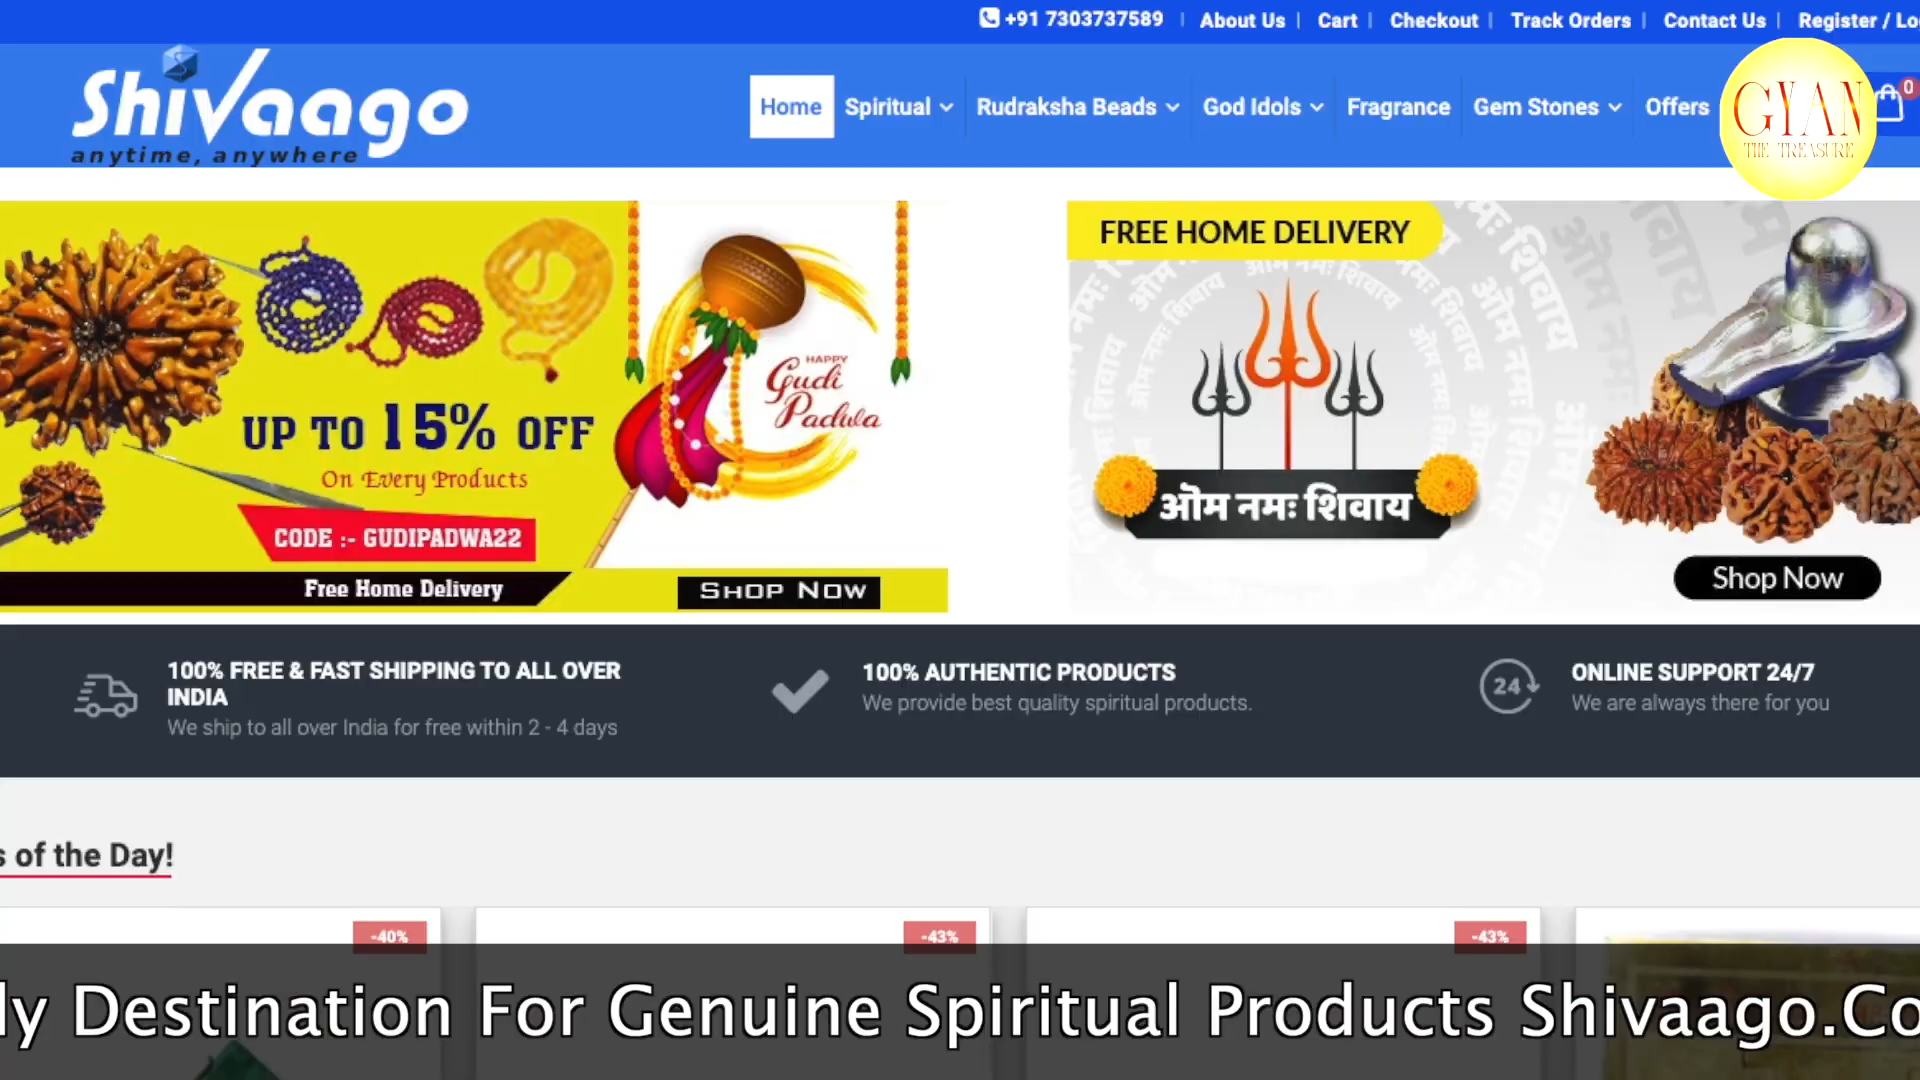 +91 7303737589 | About Us | Cart | Checkout | Track Orders | Contact Us | Register / Lo
Shivaago
anytime, anywhere
Home Spiritual Rudraksha Beads God Idols Fragrance Gem Stones Offers
0
GYAN
THE TREASURE
UP TO 15% OFF
On Every Products
CODE :- GUDIPADWA22
Free Home Delivery
SHOP NOW
HAPPY
Gudi
Padwa
FREE HOME DELIVERY
ओम नमः शिवाय
Shop Now
100% FREE & FAST SHIPPING TO ALL OVER
INDIA
We ship to all over India for free within 2 - 4 days
100% AUTHENTIC PRODUCTS
We provide best quality spiritual products.
24
ONLINE SUPPORT 24/7
We are always there for you
s of the Day!
-40%
-43%
-43%
ly Destination For Genuine Spiritual Products Shivaago.Co